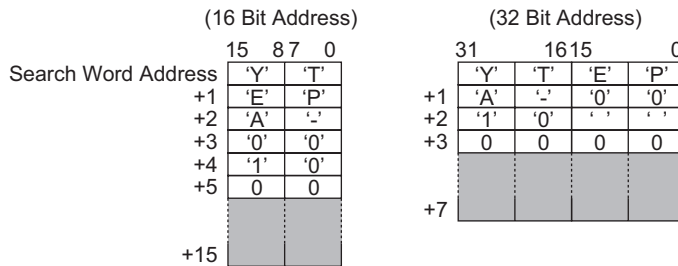 (16 Bit Address) (32 Bit Address)
15 8 7 0 31 16 15 0
Search Word Address ‘Y’ ‘T’ ‘Y’ ‘T’ ‘E’ ‘P’
+1 ‘E’ ‘P’ +1 ‘A’ ‘-’ ‘0’ ‘0’
+2 ‘A’ ‘-’ +2 ‘1’ ‘0’ ‘ ’ ‘ ’
+3 ‘0’ ‘0’ +3 0 0 0 0
+4 ‘1’ ‘0’
+5 0 0
+7
+15